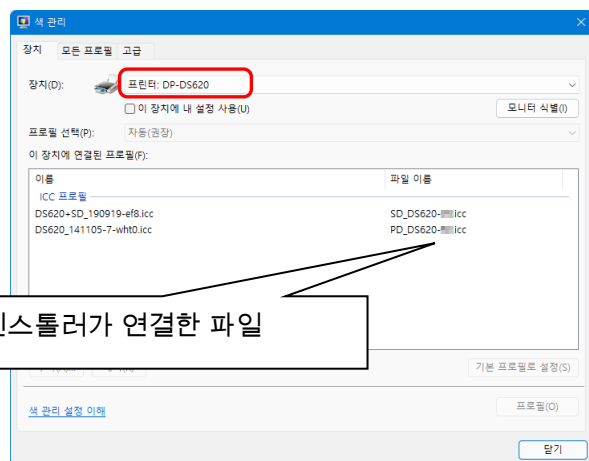 색 관리
장치 모든 프로필 고급
장치(D): 프린터: DP-DS620
이 장치에 내 설정 사용(U) 모니터 식별(I)
프로필 선택(P): 자동(권장)
이 장치에 연결된 프로필(F):
이름 파일 이름
ICC 프로필
DS620+SD_190919-ef8.icc SD_DS620- icc
DS620_141105-7-wht0.icc PD_DS620- icc
스톨러가 연결한 파일
기본 프로필로 설정(S)
색 관리 설정 이해 프로필(O)
닫기